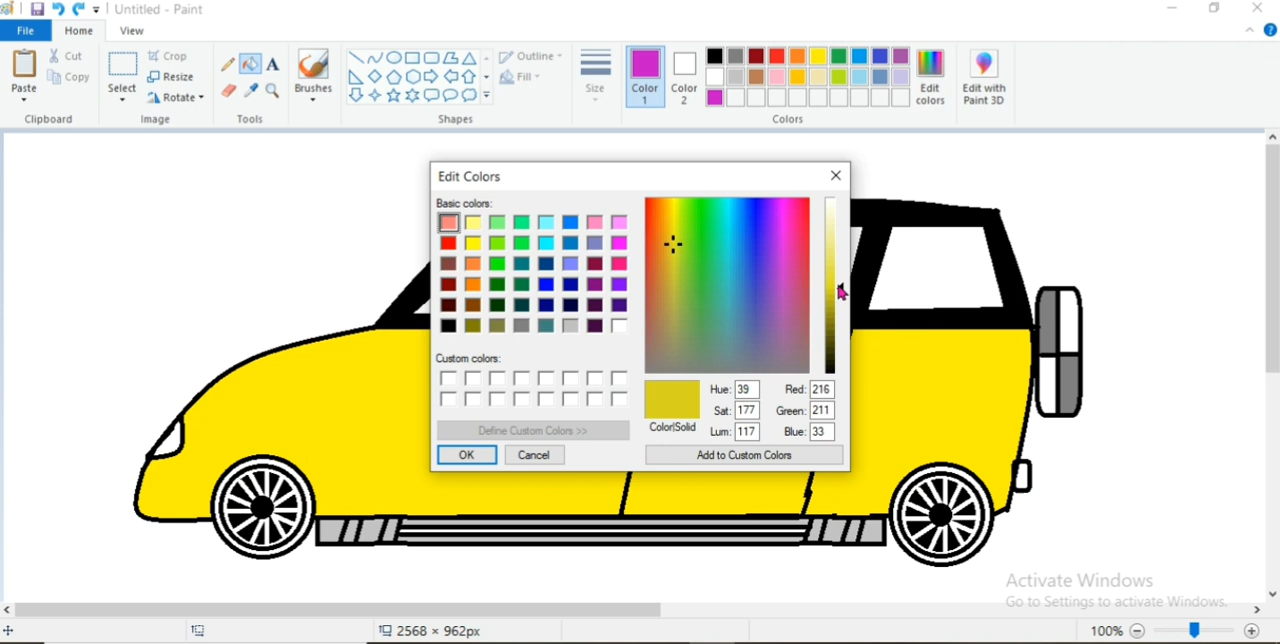 Untitled - Paint
File Home View
Paste
Cut
Copy
Clipboard
Select
Crop
Resize
Rotate
Image
A
Tools
Brushes
Outline
Fill
Shapes
Size
Color 1
Color 2
Edit colors
Colors
Edit with Paint 3D
Edit Colors
Basic colors:
Custom colors:
Define Custom Colors >>
OK Cancel
Color|Solid
Hue: 39 Red: 216
Sat: 177 Green: 211
Lum: 117 Blue: 33
Add to Custom Colors
Activate Windows
Go to Settings to activate Windows.
2568 × 962px
100%